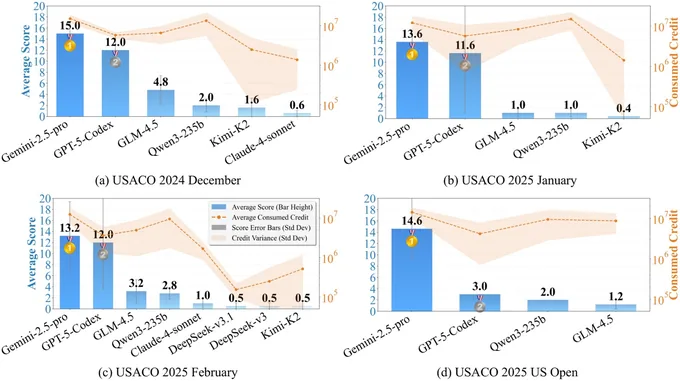 20
18
16
14
12
10
8
6
4
2
0
Average Score
15.0
12.0
4.8
2.0
1.6
0.6
10⁷
10⁶
10⁵
Gemini-2.5-pro
GPT-5-Codex
GLM-4.5
Qwen3-235b
Kimi-K2
Claude-4-sonnet
(a) USACO 2024 December
20
18
16
14
12
10
8
6
4
2
0
13.6
11.6
1.0
1.0
0.4
10⁷
10⁶
10⁵
Consumed Credit
Gemini-2.5-pro
GPT-5-Codex
GLM-4.5
Qwen3-235b
Kimi-K2
(b) USACO 2025 January
20
18
16
14
12
10
8
6
4
2
0
Average Score
13.2
12.0
3.2
2.8
1.0
0.5
0.5
0.5
Average Score (Bar Height)
Average Consumed Credit
Score Error Bars (Std Dev)
Credit Variance (Std Dev)
10⁷
10⁶
10⁵
Gemini-2.5-pro
GPT-5-Codex
GLM-4.5
Qwen3-235b
Claude-4-sonnet
DeepSeek-v3.1
DeepSeek-v3
Kimi-K2
(c) USACO 2025 February
20
18
16
14
12
10
8
6
4
2
0
14.6
3.0
2.0
1.2
10⁷
10⁶
10⁵
Consumed Credit
Gemini-2.5-pro
GPT-5-Codex
Qwen3-235b
GLM-4.5
(d) USACO 2025 US Open